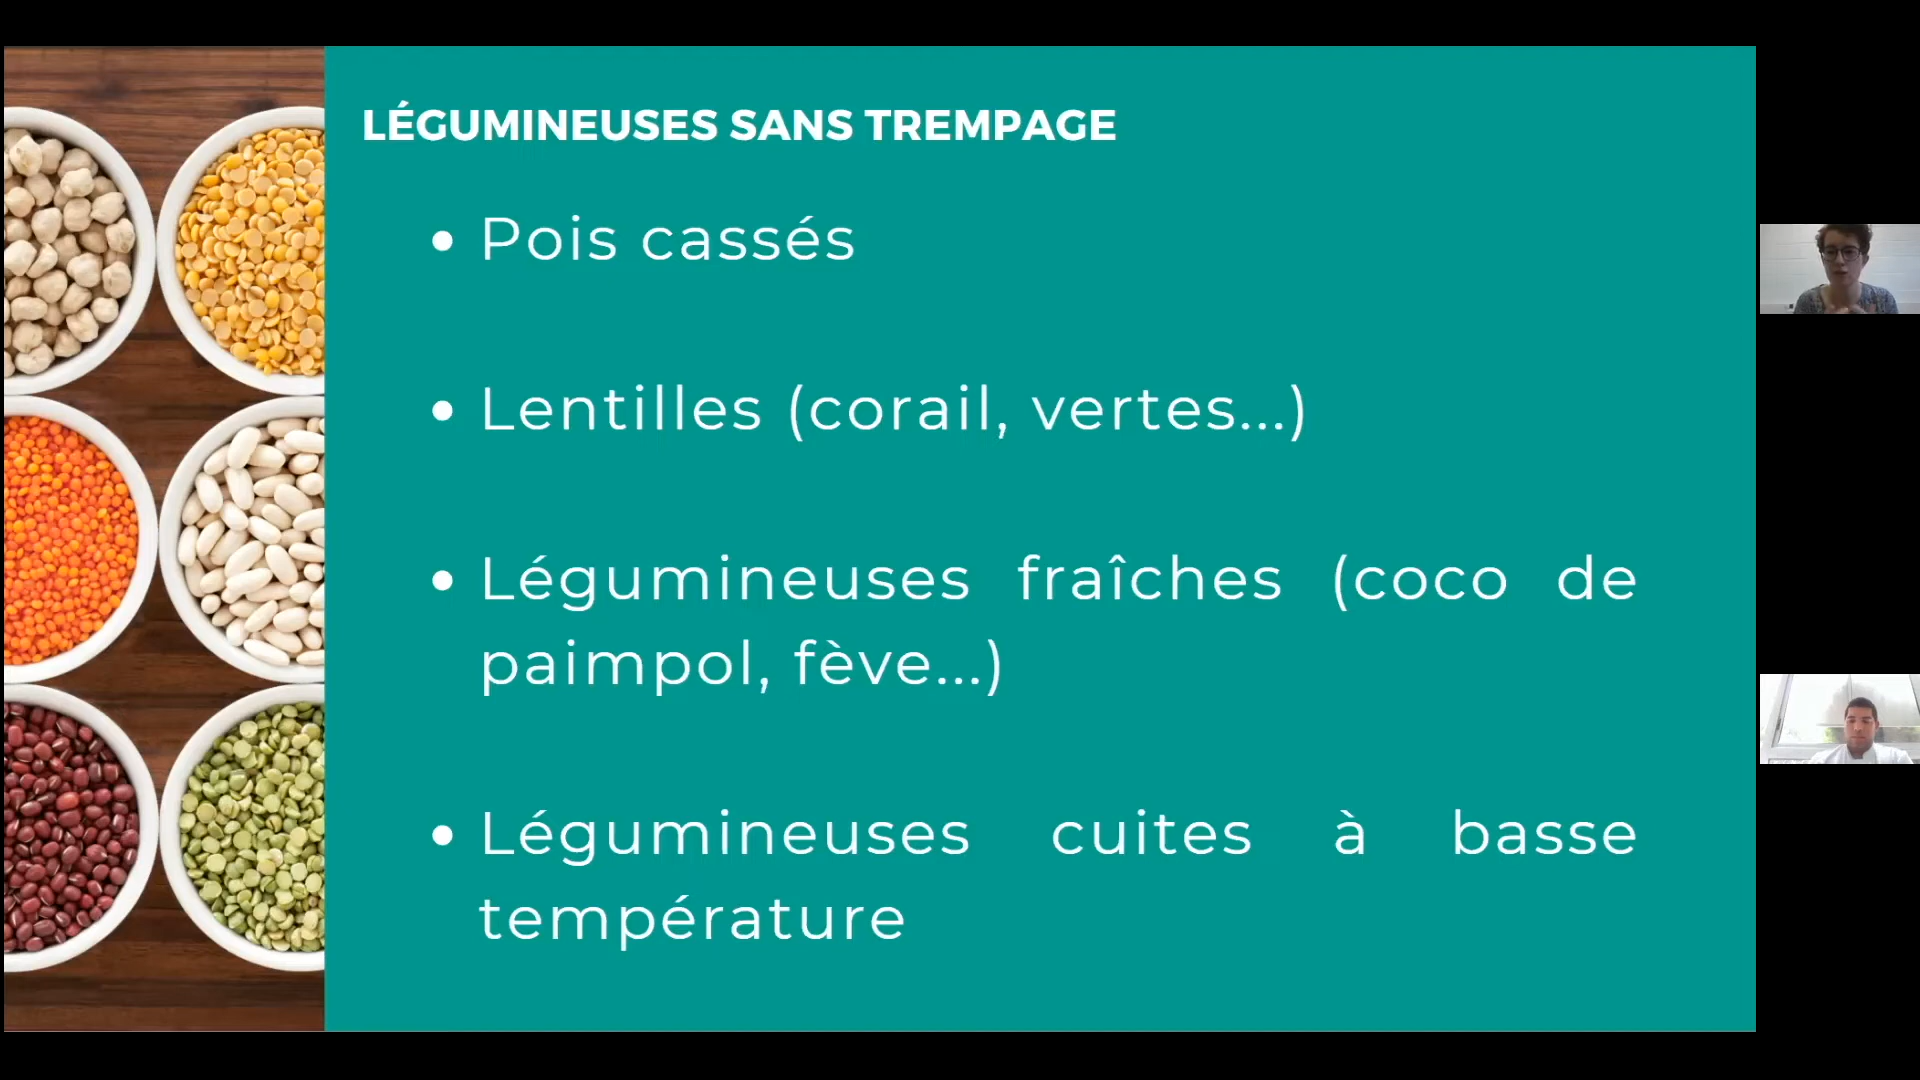 LÉGUMINEUSES SANS TREMPAGE
• Pois cassés
• Lentilles (corail, vertes...)
• Légumineuses fraîches (coco de
paimpol, fève...)
• Légumineuses cuites à basse
température